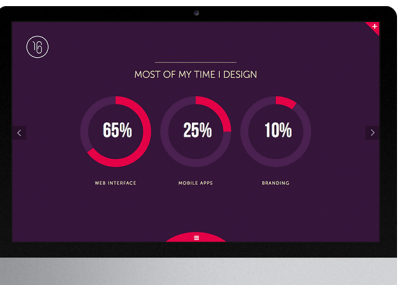 16
MOST OF MY TIME I DESIGN
65% 25% 10%
WEB INTERFACE MOBILE APPS BRANDING